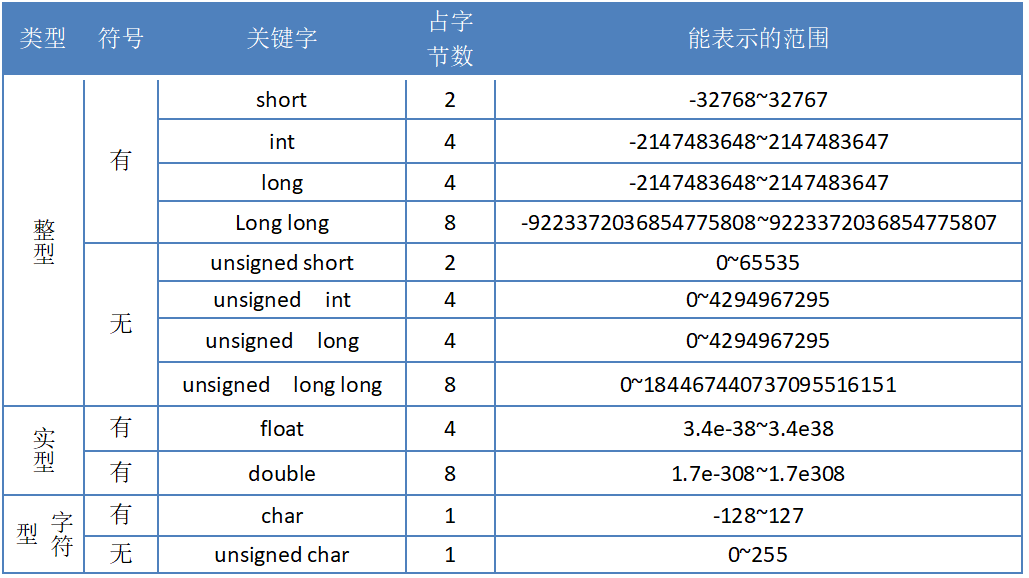 类型 符号 关键字 占字节数 能表示的范围
整型 有 short 2 -32768~32767
int 4 -2147483648~2147483647
long 4 -2147483648~2147483647
Long long 8 -9223372036854775808~9223372036854775807
无 unsigned short 2 0~65535
unsigned int 4 0~4294967295
unsigned long 4 0~4294967295
unsigned long long 8 0~184467440737095516151
实型 有 float 4 3.4e-38~3.4e38
有 double 8 1.7e-308~1.7e308
字符型 有 char 1 -128~127
无 unsigned char 1 0~255